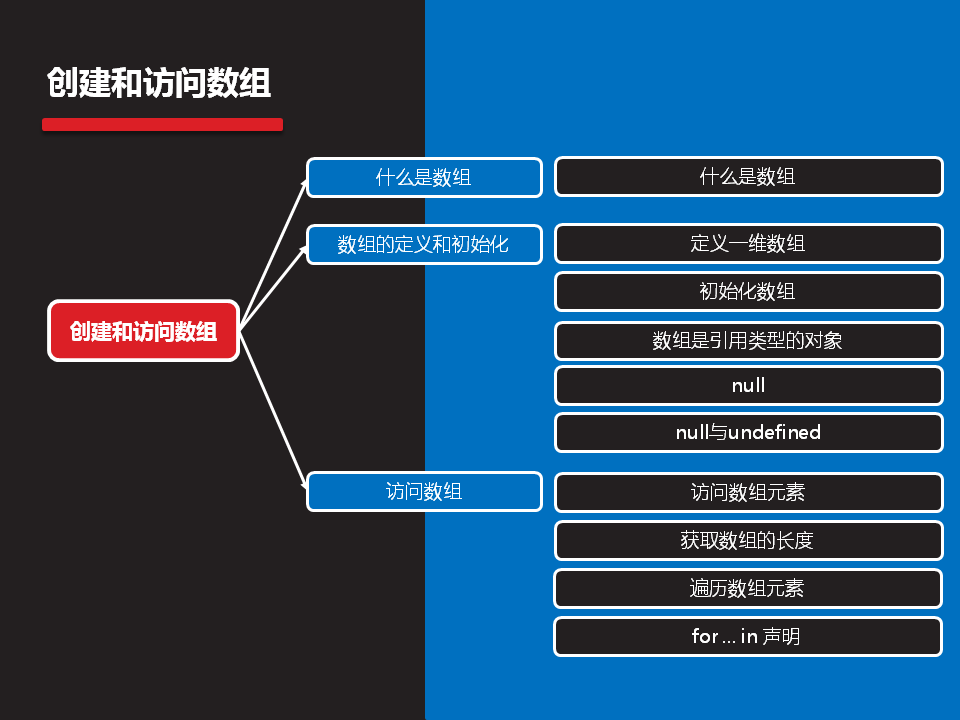 创建和访问数组
什么是数组
什么是数组
数组的定义和初始化
定义一维数组
初始化数组
创建和访问数组
数组是引用类型的对象
null
null与undefined
访问数组
访问数组元素
获取数组的长度
遍历数组元素
for … in 声明